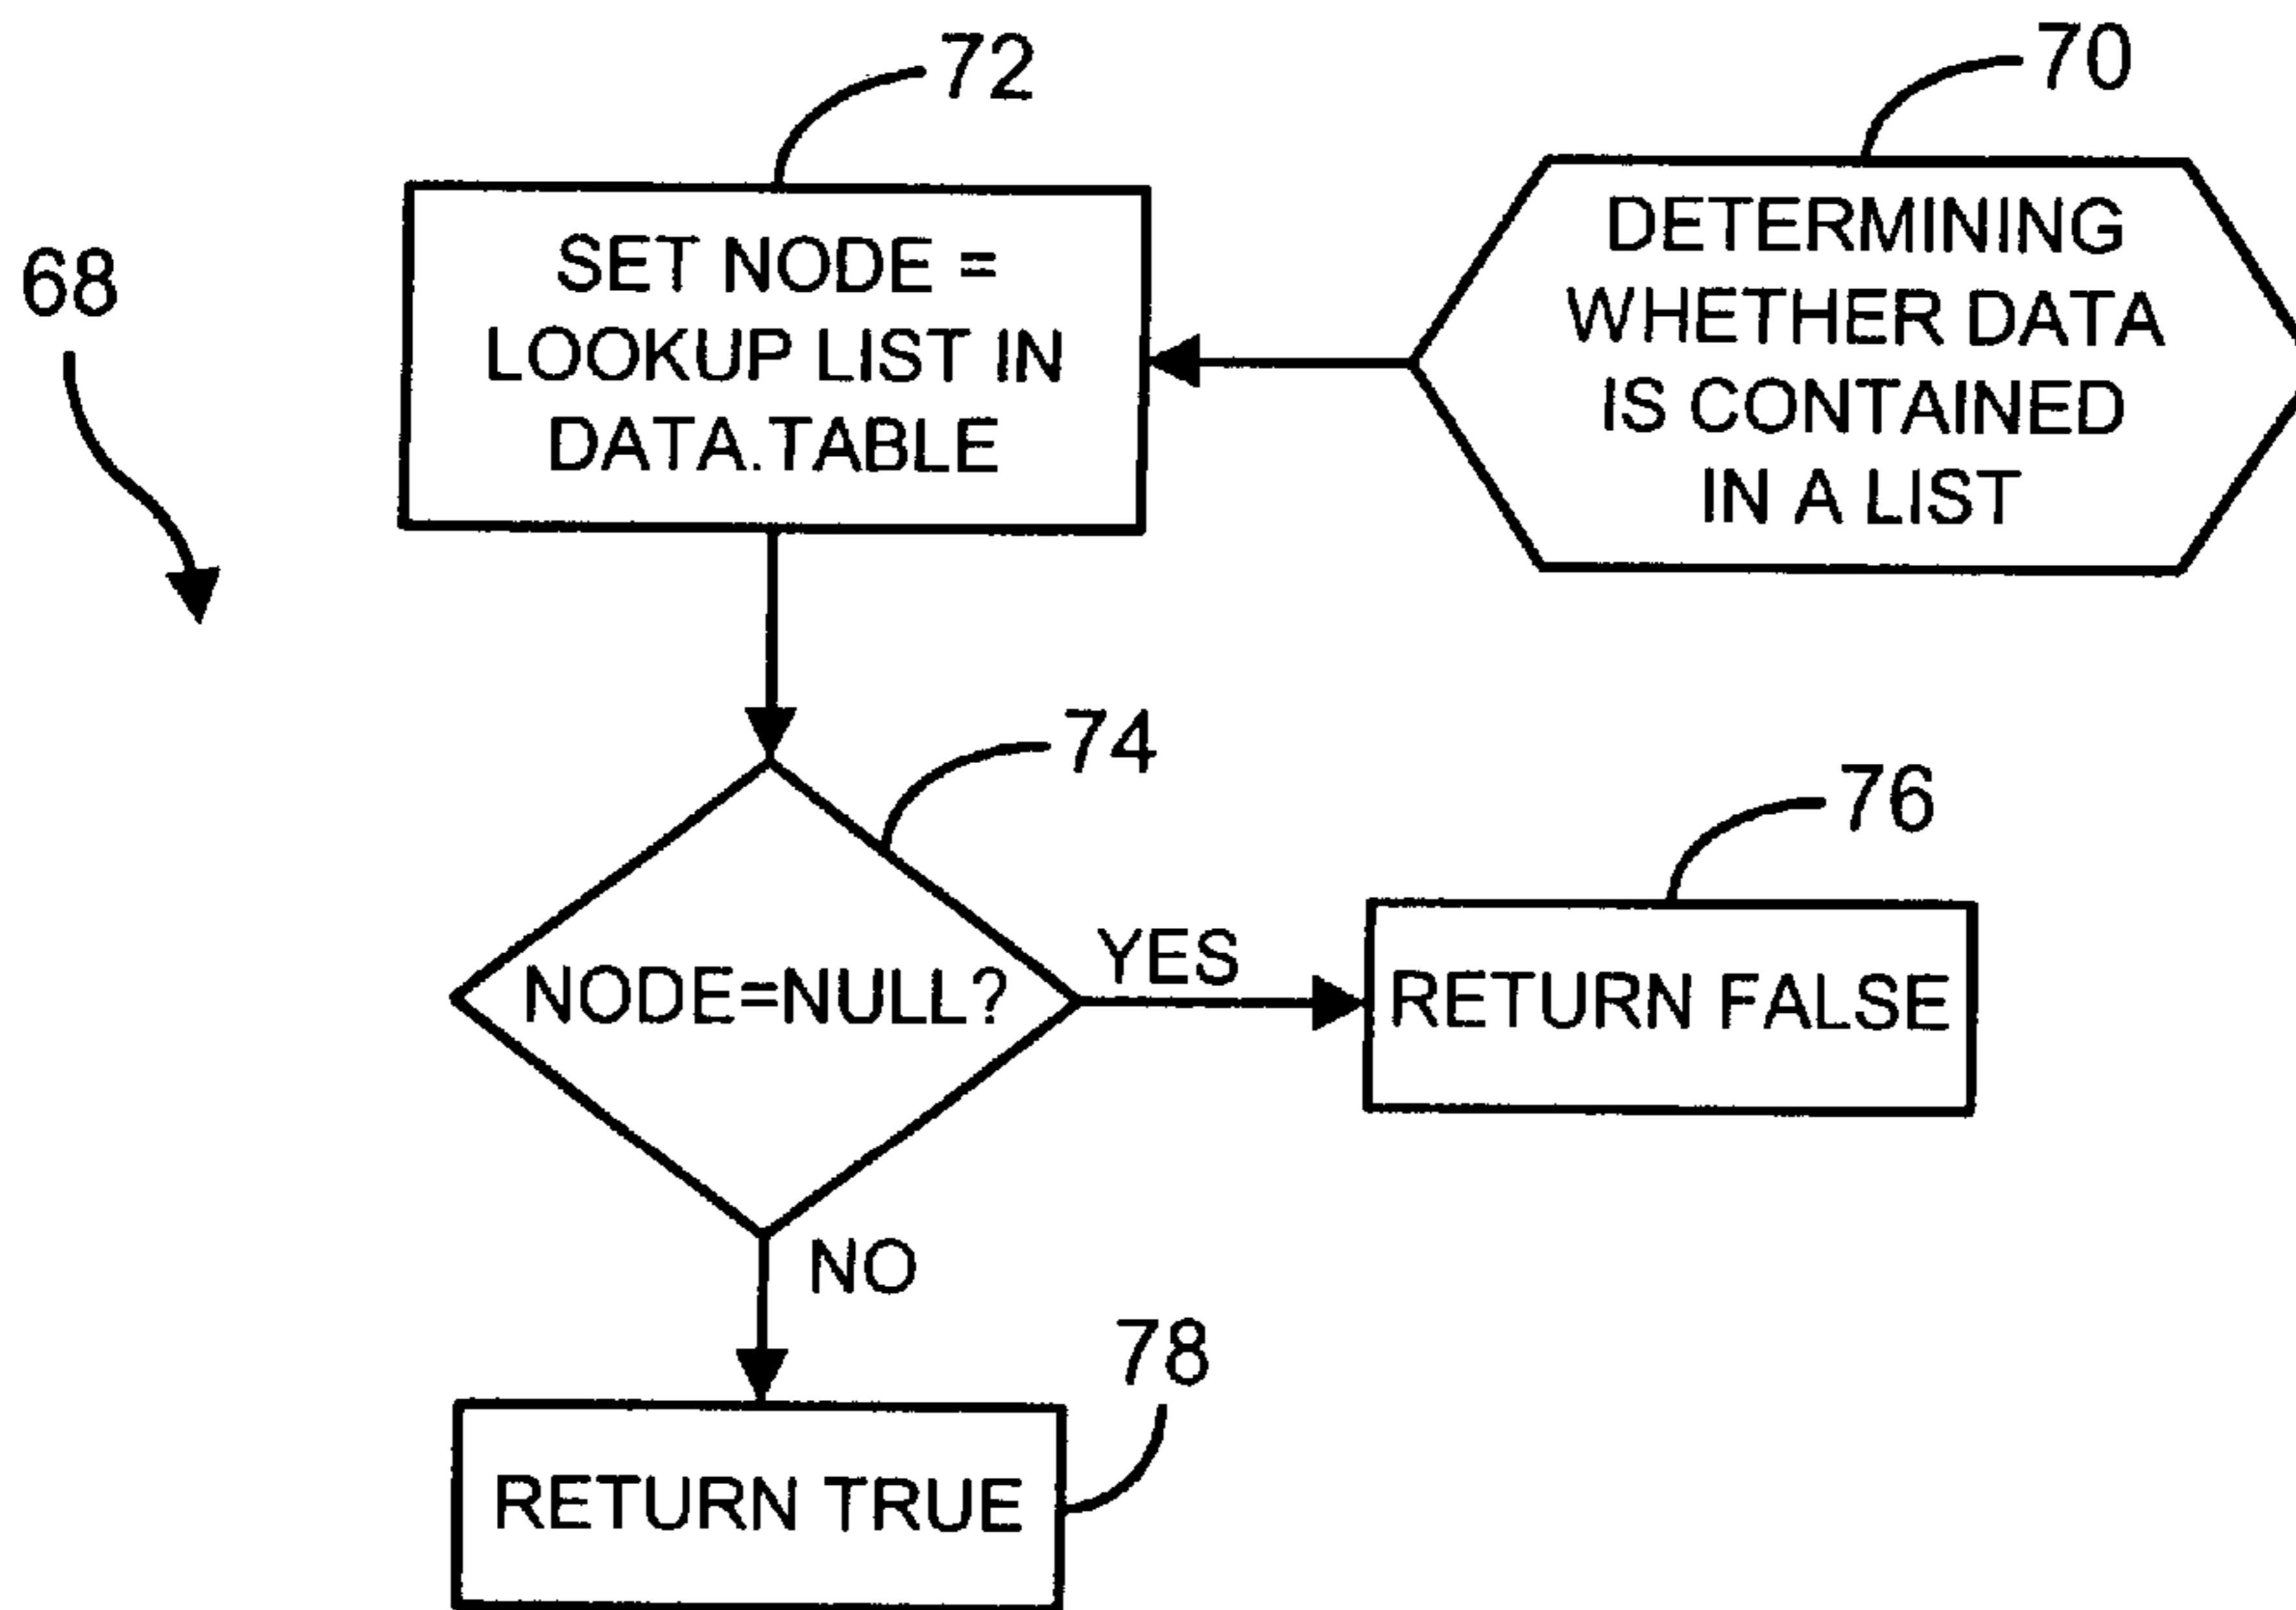 72
70
68
SET NODE =
LOOKUP LIST IN
DATA.TABLE
DETERMINING
WHETHER DATA
IS CONTAINED
IN A LIST
74
NODE=NULL?
YES
76
RETURN FALSE
NO
78
RETURN TRUE